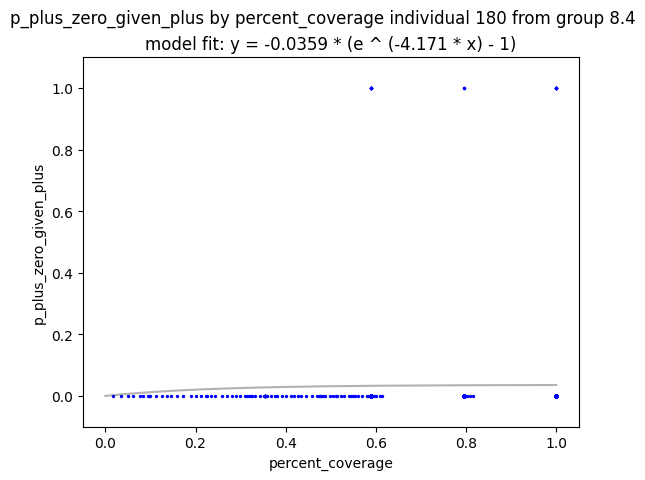 p_plus_zero_given_plus by percent_coverage individual 180 from group 8.4
model fit: y = -0.0359 * (e ^ (-4.171 * x) - 1)
1.0
0.8
0.6
0.4
0.2
0.0
p_plus_zero_given_plus
0.0 0.2 0.4 0.6 0.8 1.0
percent_coverage